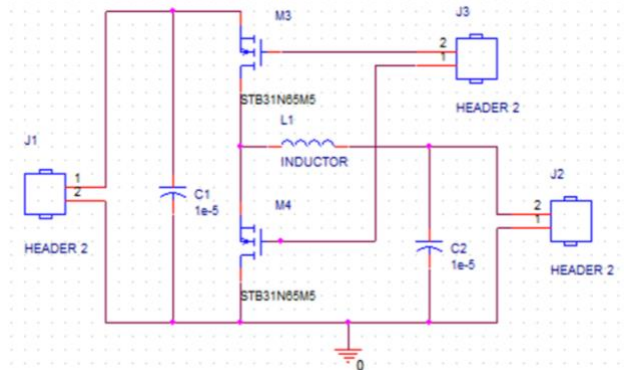 M3
J3
2
1
HEADER 2
STB31N65M5
L1
INDUCTOR
J1
1
2
HEADER 2
C1
1e-5
M4
J2
2
1
HEADER 2
C2
1e-5
STB31N65M5
0